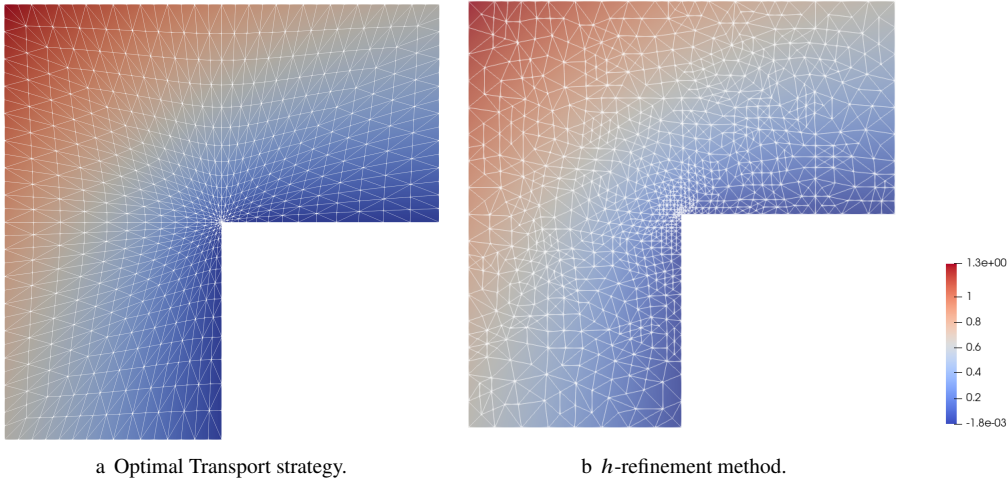 1.3e+00
1
0.8
0.6
0.4
0.2
-1.8e-03
a Optimal Transport strategy.
b h-refinement method.